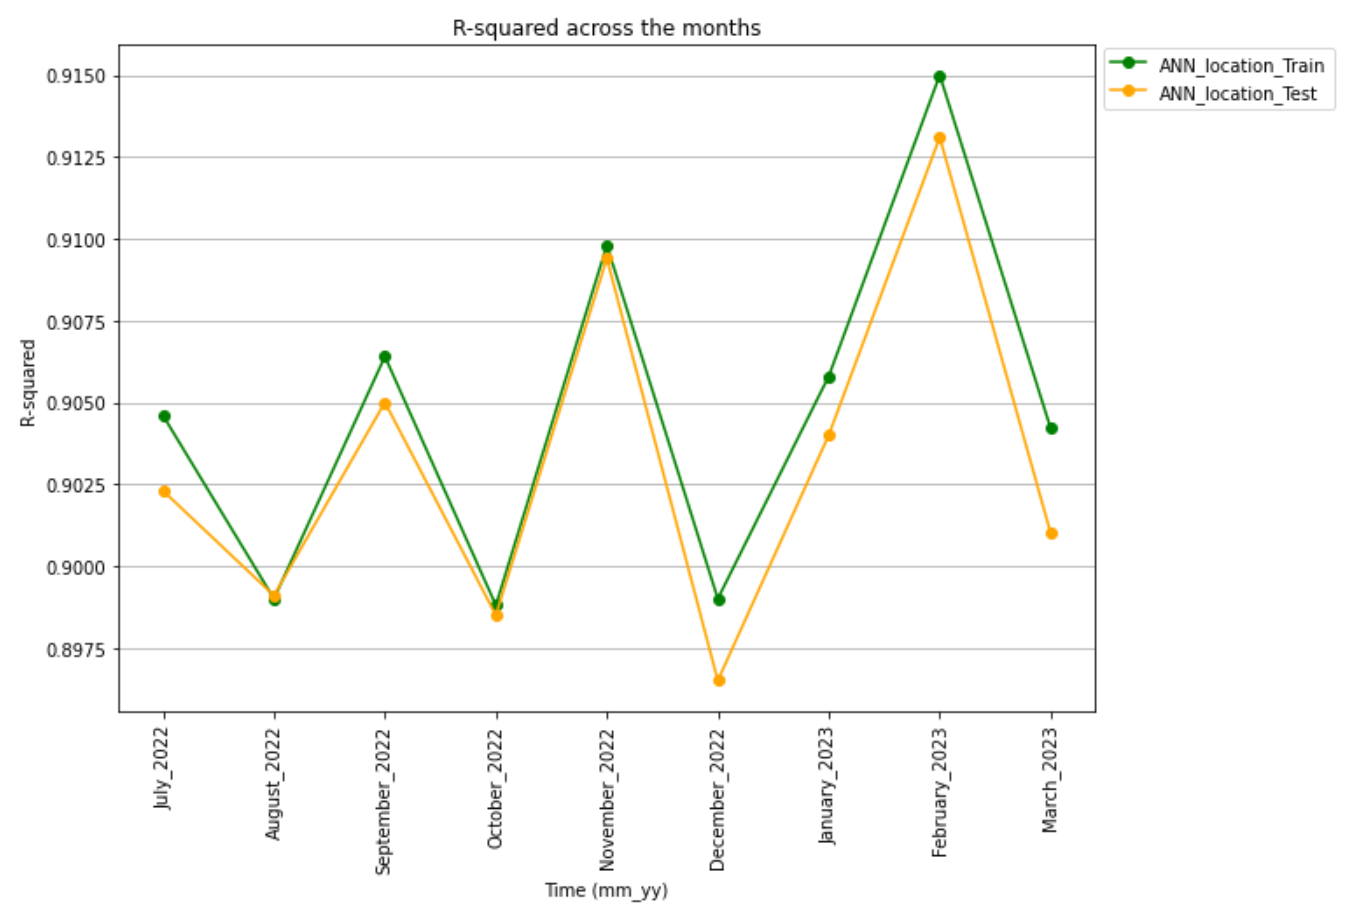 R-squared across the months
ANN_location_Train
ANN_location_Test
0.9150
0.9125
0.9100
0.9075
0.9050
0.9025
0.9000
0.8975
R-squared
July_2022
August_2022
September_2022
October_2022
November_2022
December_2022
January_2023
February_2023
March_2023
Time (mm_yy)